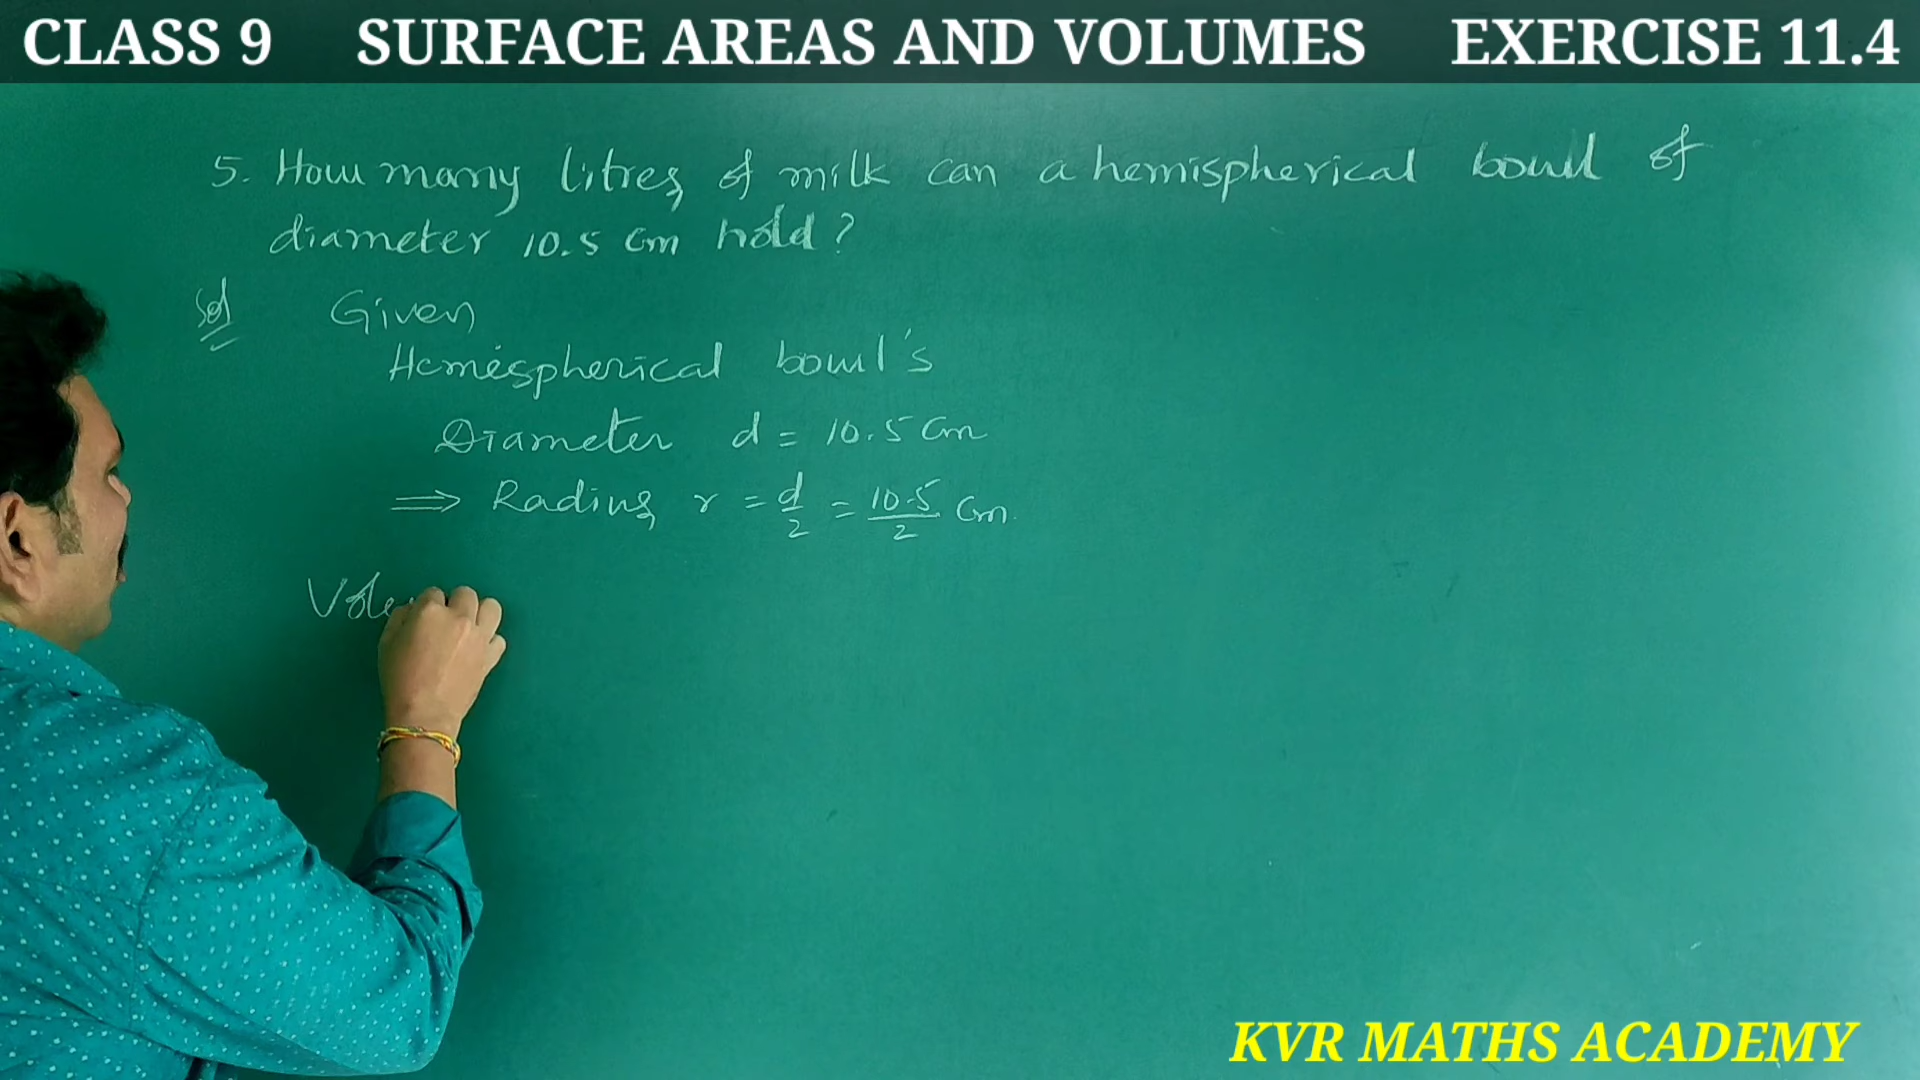 CLASS 9 SURFACE AREAS AND VOLUMES EXERCISE 11.4
5. How many litres of milk can a hemispherical bowl of
diameter 10.5 cm hold?
Sol Given
Hemispherical bowl's
Diameter d = 10.5 cm
⇒ Radius r = d/2 = 10.5/2 cm.
KVR MATHS ACADEMY